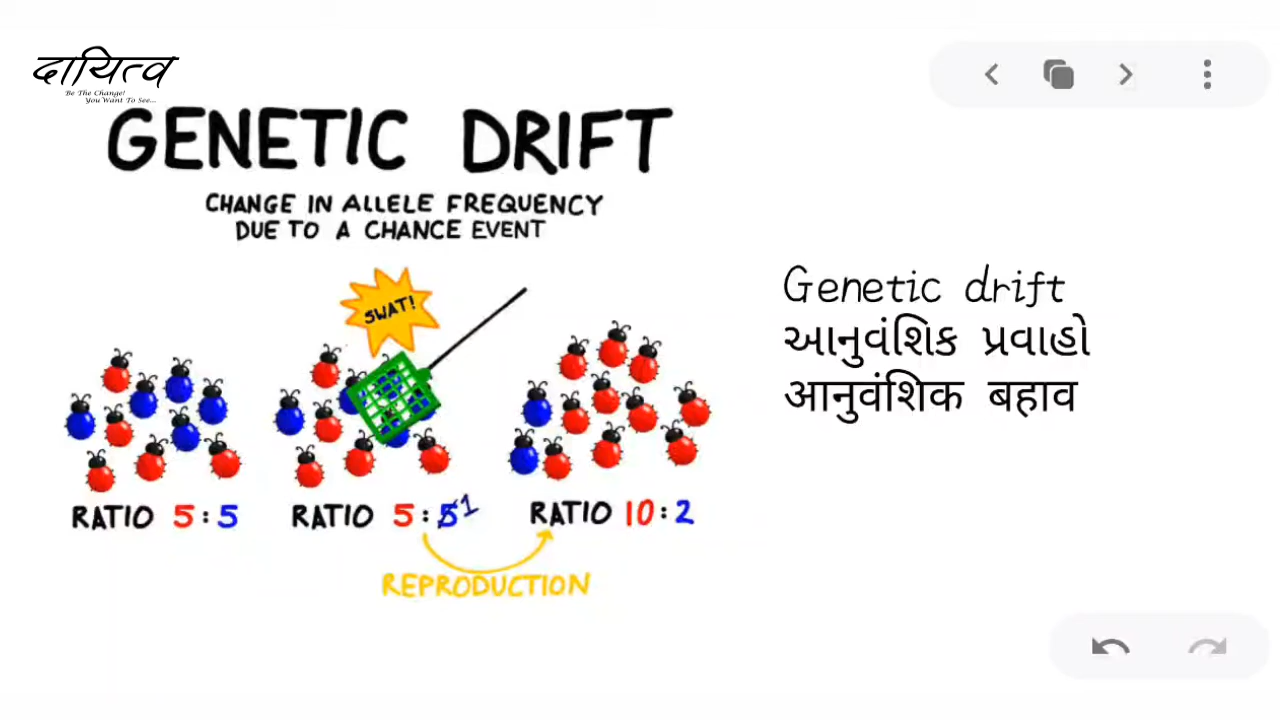 दायित्व
Be The Change!
You Want To See...
GENETIC DRIFT
CHANGE IN ALLELE FREQUENCY
DUE TO A CHANCE EVENT
SWAT!
RATIO 5:5
RATIO 5:5 1
RATIO 10:2
REPRODUCTION
Genetic drift
આનુવંશિક પ્રવાહો
आनुवंशिक बहाव